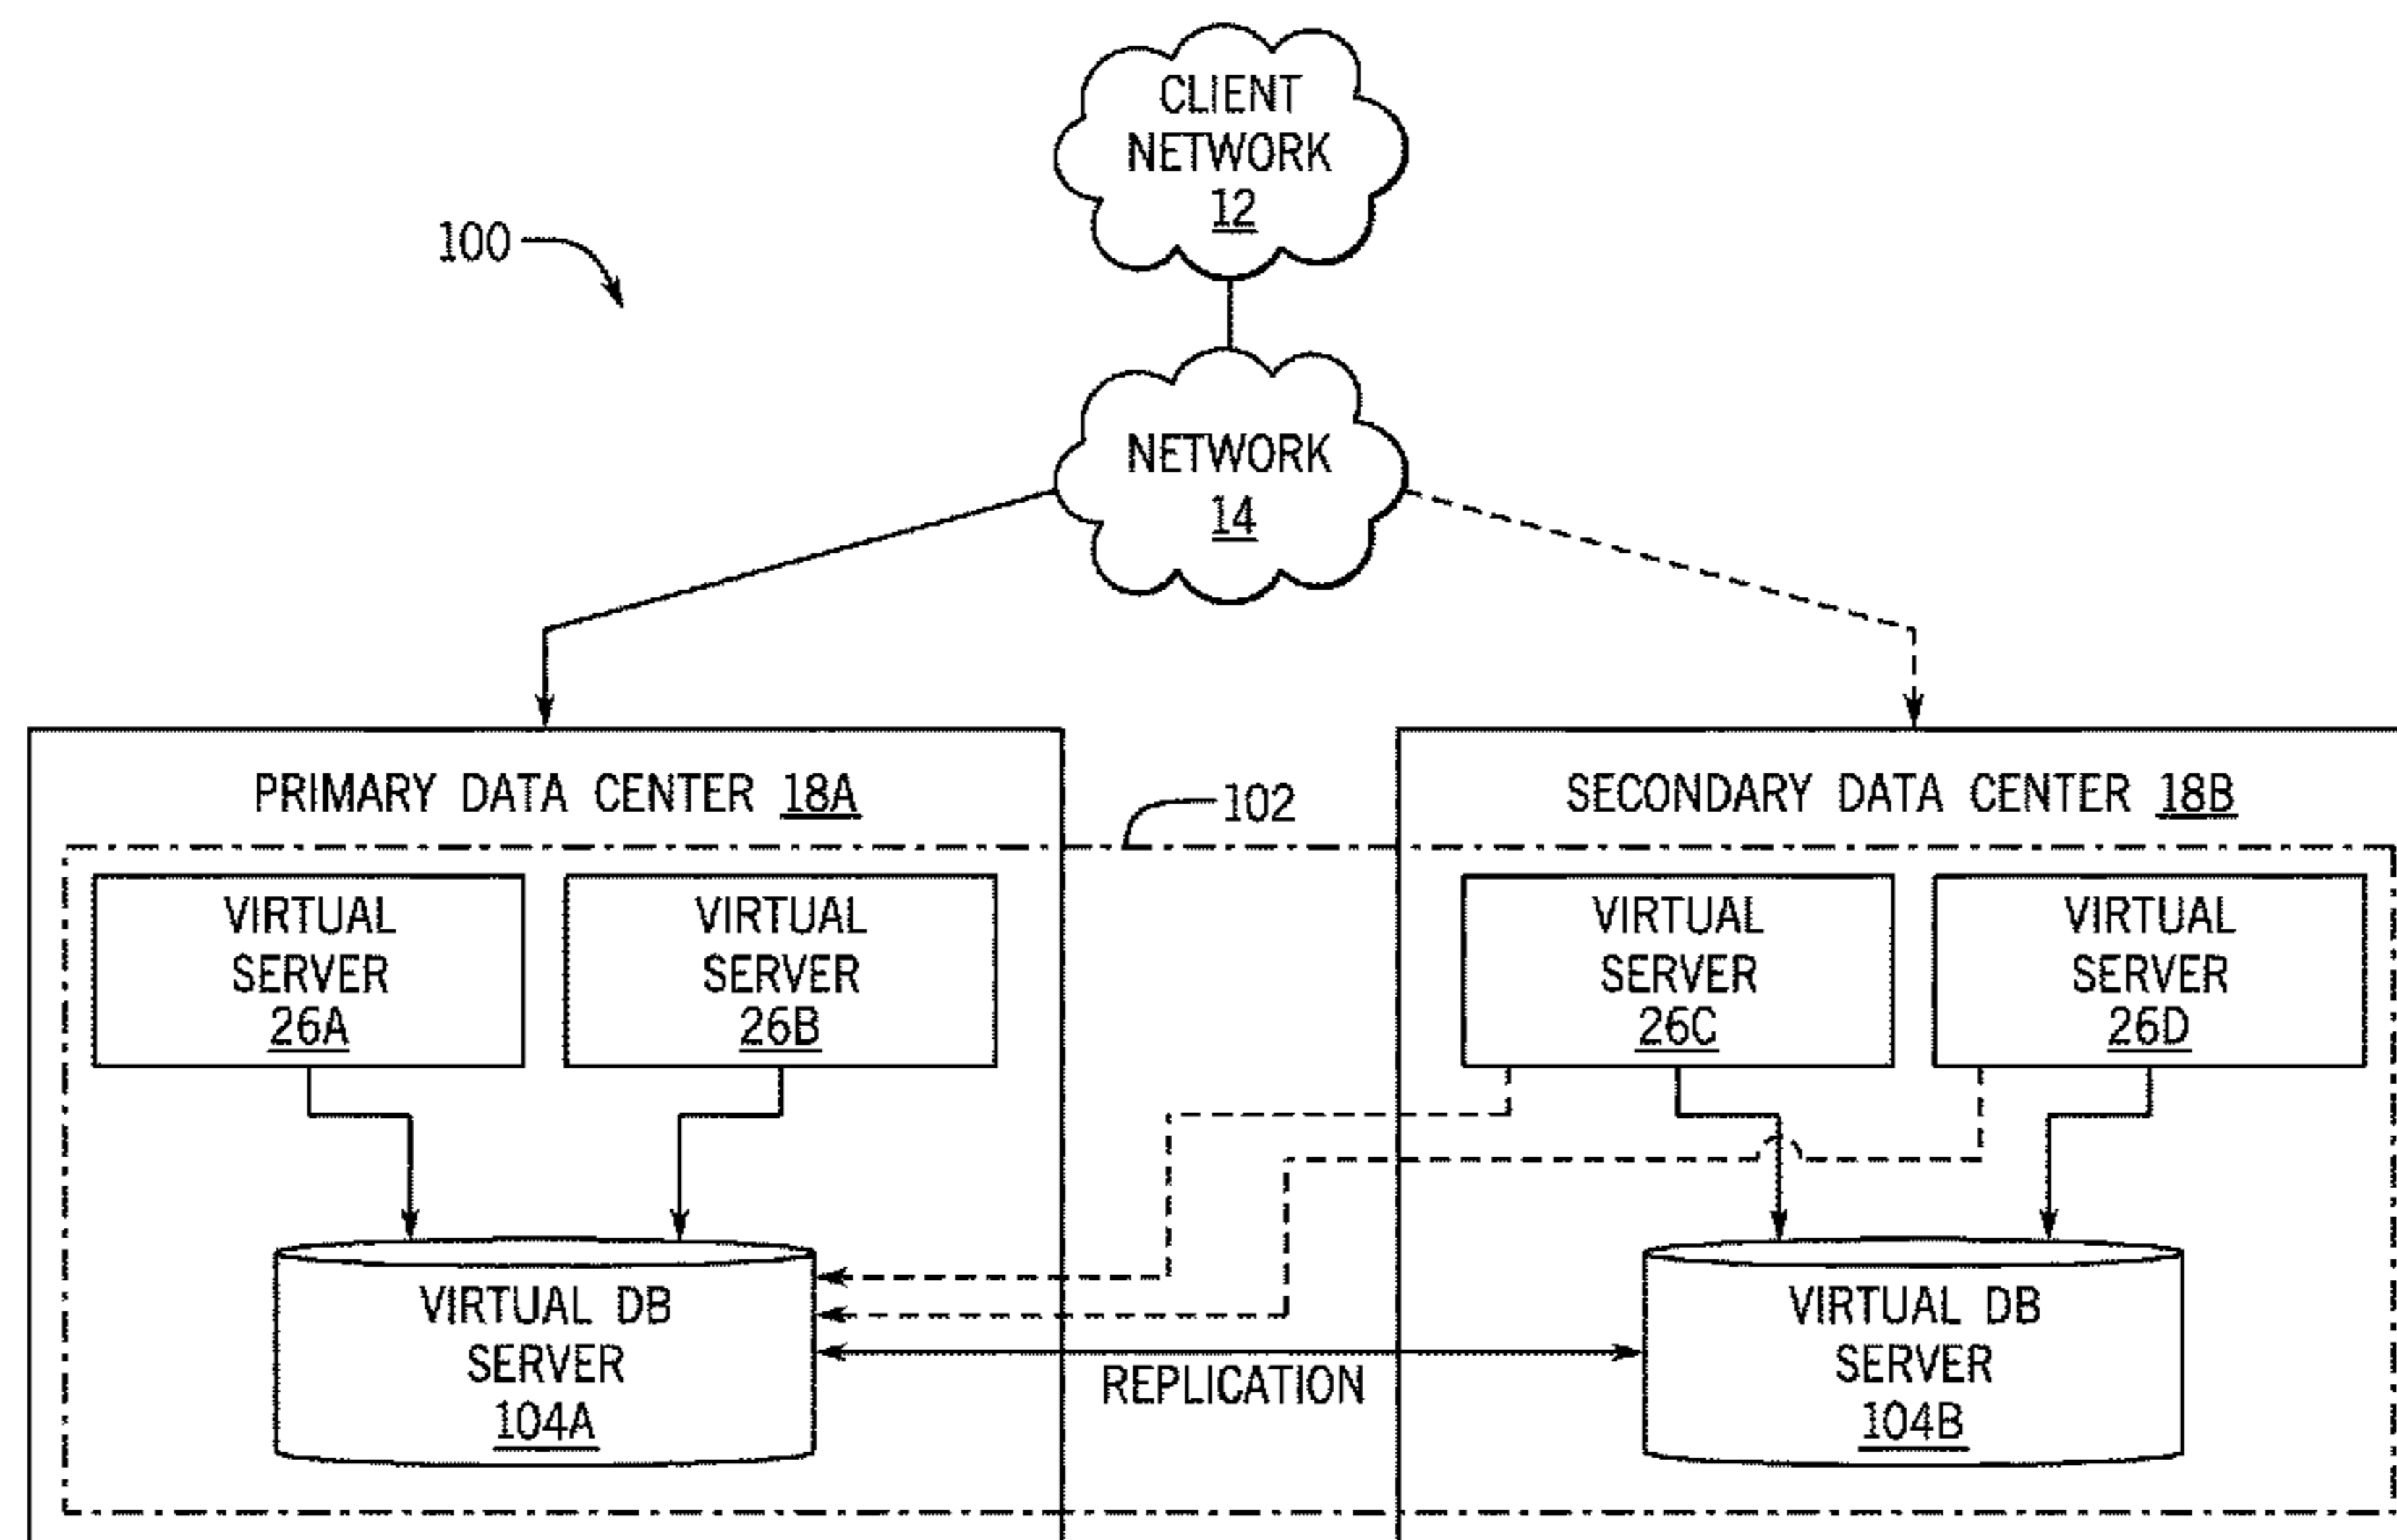 CLIENT
NETWORK
12
100
NETWORK
14
PRIMARY DATA CENTER 18A
102
SECONDARY DATA CENTER 18B
VIRTUAL
SERVER
26A
VIRTUAL
SERVER
26B
VIRTUAL
SERVER
26C
VIRTUAL
SERVER
26D
VIRTUAL DB
SERVER
104A
REPLICATION
VIRTUAL DB
SERVER
104B